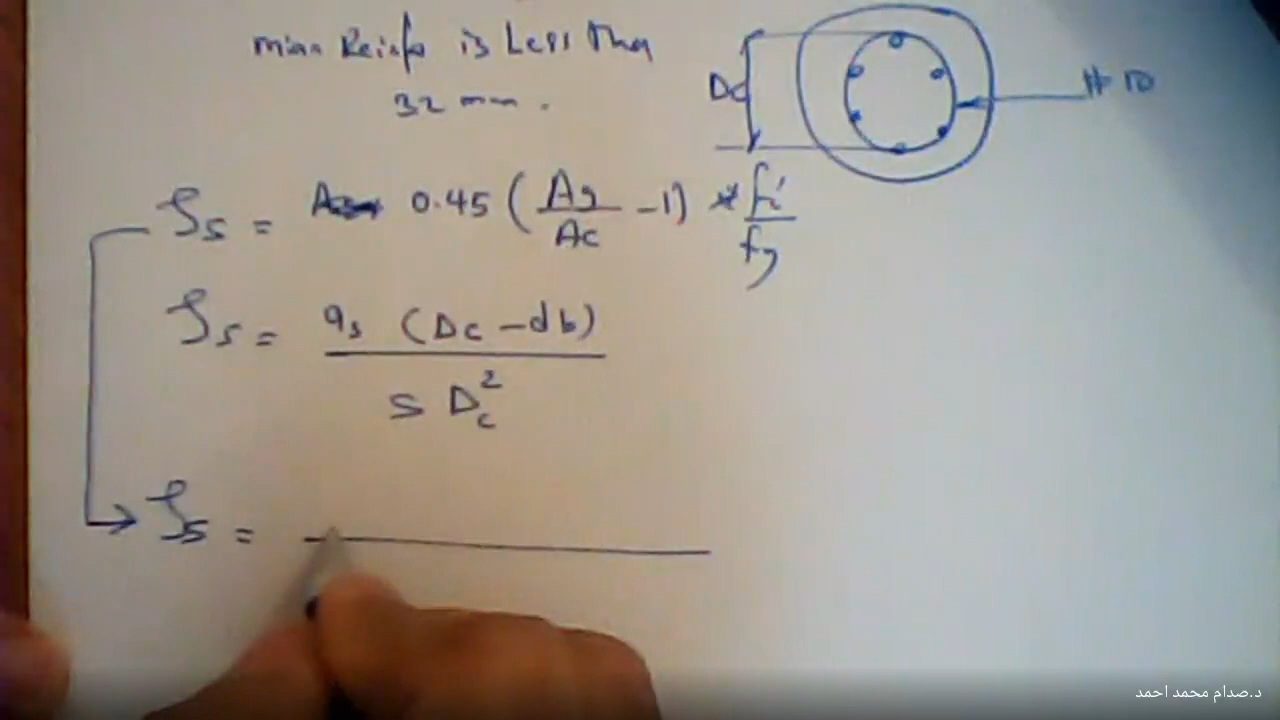 main Reinfo is Less Than
32 mm.
Dc
# 10
ρs = 0.45 (Ag/Ac - 1) * fc'/fy
ρs = as (Dc - db) / s Dc²
ρs =
د.صدام محمد احمد